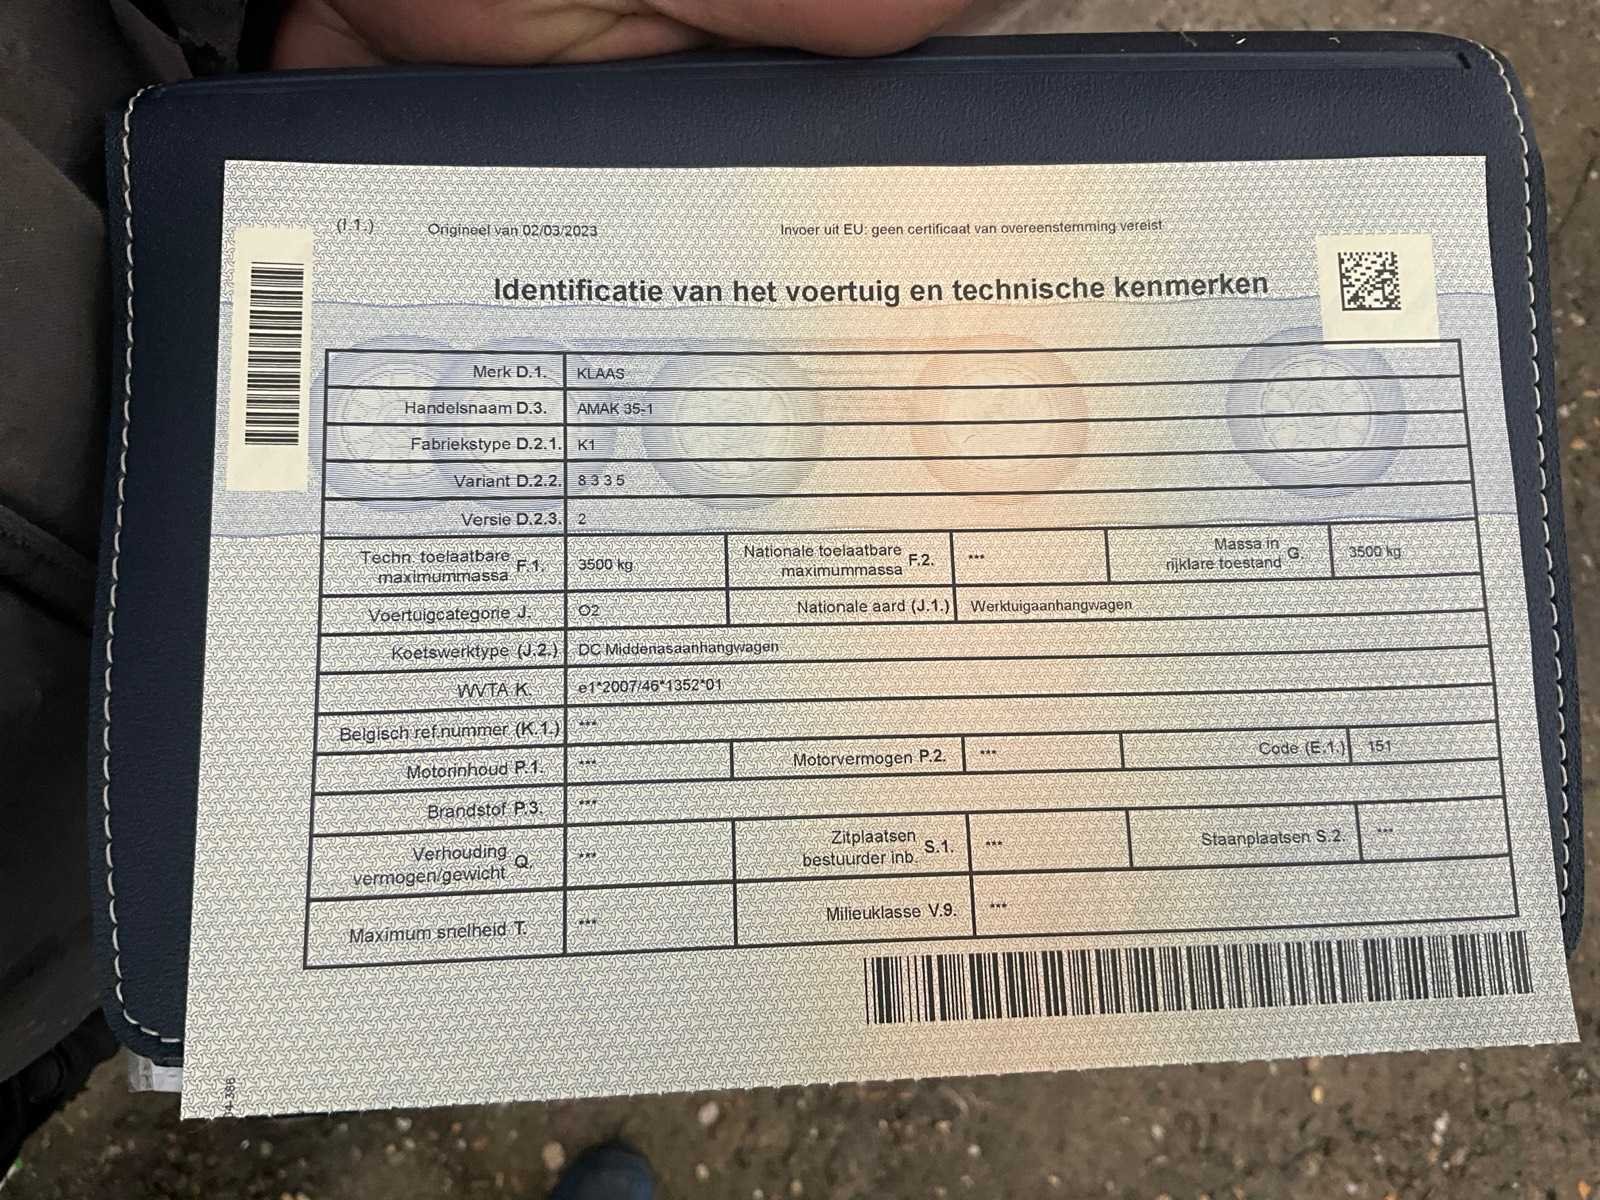 (I.1.) Origineel van 02/03/2023 Invoer uit EU: geen certificaat van overeenstemming vereist
Identificatie van het voertuig en technische kenmerken
Merk D.1. KLAAS
Handelsnaam D.3. AMAK 35-1
Fabriekstype D.2.1. K1
Variant D.2.2. 8 3 3 5
Versie D.2.3. 2
Techn. toelaatbare maximummassa F.1. 3500 kg Nationale toelaatbare maximummassa F.2. *** Massa in rijklare toestand G. 3500 kg
Voertuigcategorie J. O2 Nationale aard (J.1.) Werktuigaanhangwagen
Koetswerktype (J.2.) DC Middenasaanhangwagen
WVTA K. e1*2007/46*1352*01
Belgisch ref.nummer (K.1.) ***
Motorinhoud P.1. *** Motorvermogen P.2. *** Code (E.1.) 151
Brandstof P.3. ***
Verhouding vermogen/gewicht Q. *** Zitplaatsen bestuurder inb. S.1. *** Staanplaatsen S.2. ***
Maximum snelheid T. *** Milieuklasse V.9. ***